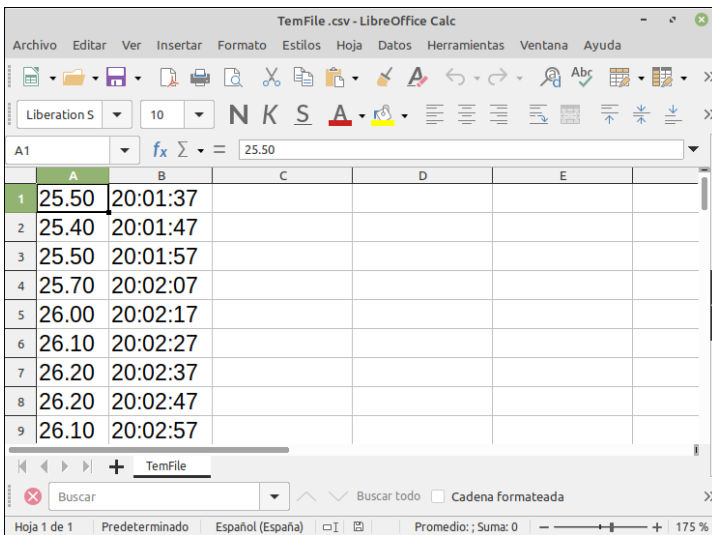 TemFile.csv - LibreOffice Calc
Archivo Editar Ver Insertar Formato Estilos Hoja Datos Herramientas Ventana Ayuda
Liberation S 10 N K S A
A1 fx Σ = 25.50
A B C D E
1 25.50 20:01:37
2 25.40 20:01:47
3 25.50 20:01:57
4 25.70 20:02:07
5 26.00 20:02:17
6 26.10 20:02:27
7 26.20 20:02:37
8 26.20 20:02:47
9 26.10 20:02:57
TemFile
Buscar Buscar todo Cadena formateada
Hoja 1 de 1 Predeterminado Español (España) Promedio: ; Suma: 0 175 %